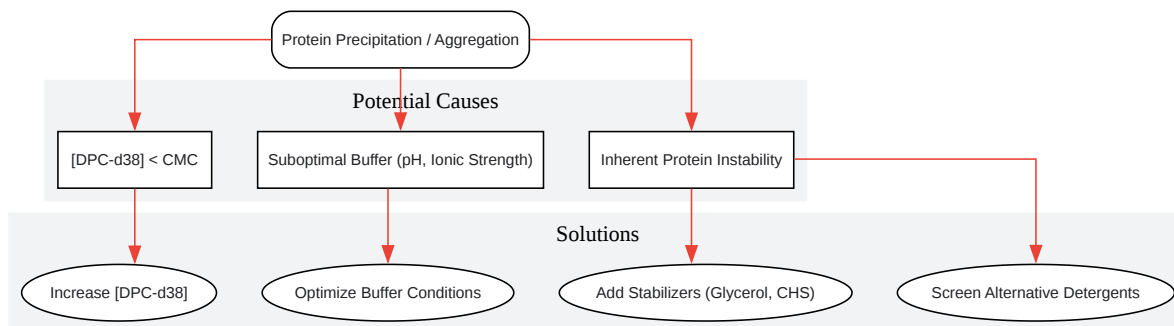 Protein Precipitation / Aggregation
Potential Causes
[DPC-d38] < CMC
Suboptimal Buffer (pH, Ionic Strength)
Inherent Protein Instability
Solutions
Increase [DPC-d38]
Optimize Buffer Conditions
Add Stabilizers (Glycerol, CHS)
Screen Alternative Detergents